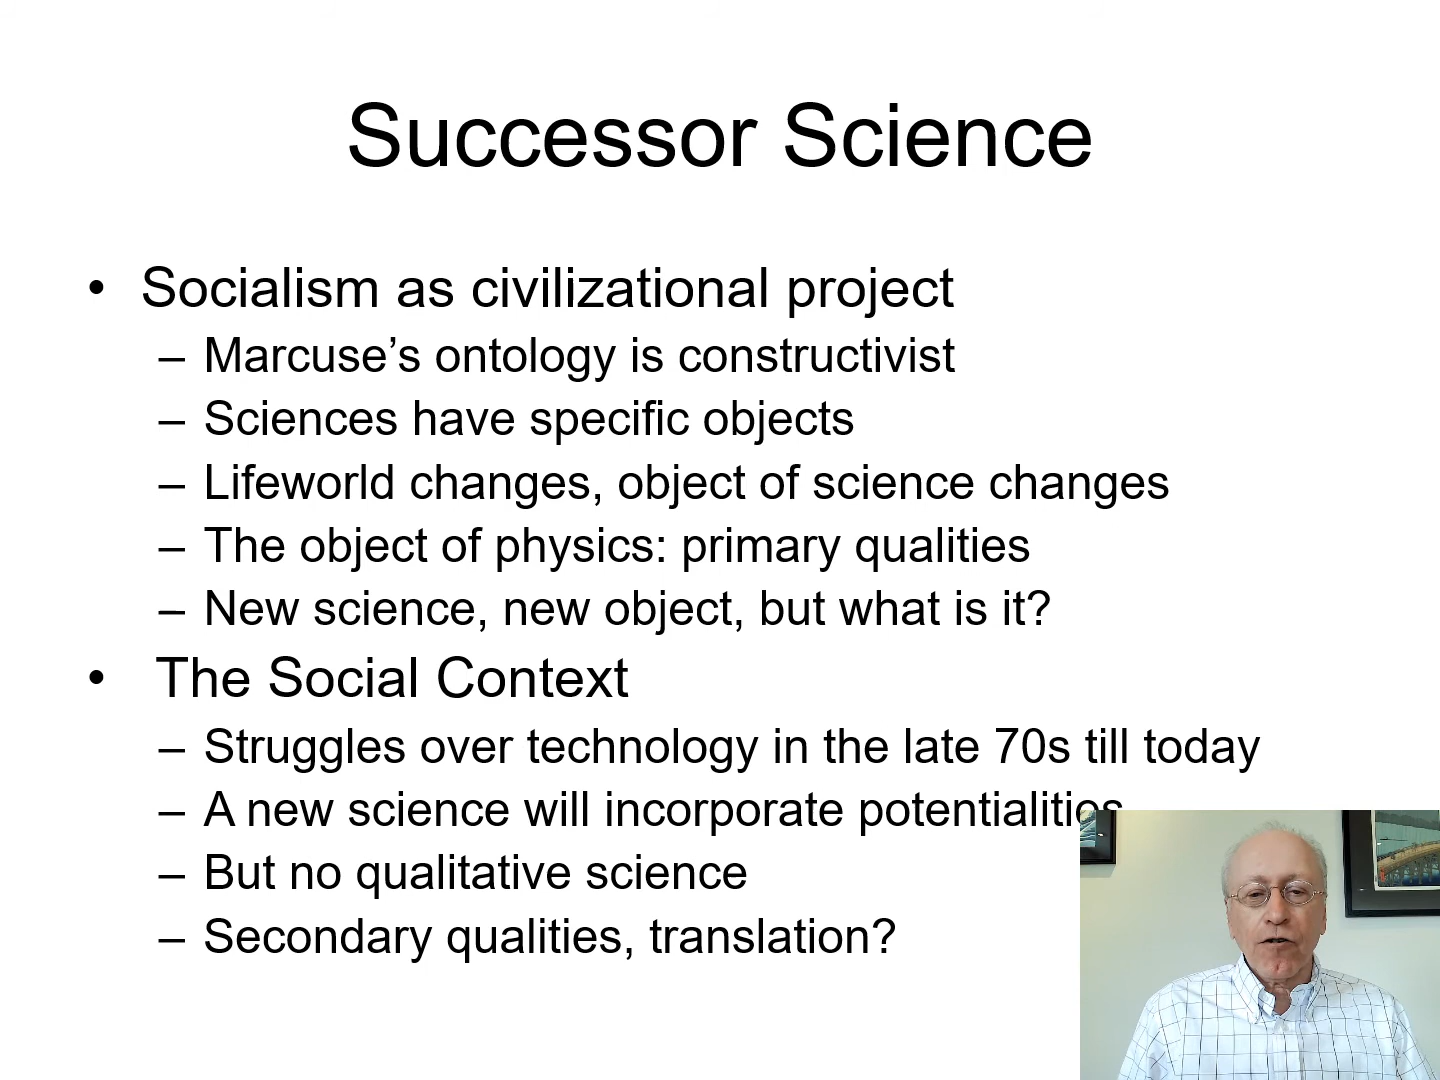 Successor Science
• Socialism as civilizational project
– Marcuse’s ontology is constructivist
– Sciences have specific objects
– Lifeworld changes, object of science changes
– The object of physics: primary qualities
– New science, new object, but what is it?
• The Social Context
– Struggles over technology in the late 70s till today
– A new science will incorporate potentialities
– But no qualitative science
– Secondary qualities, translation?